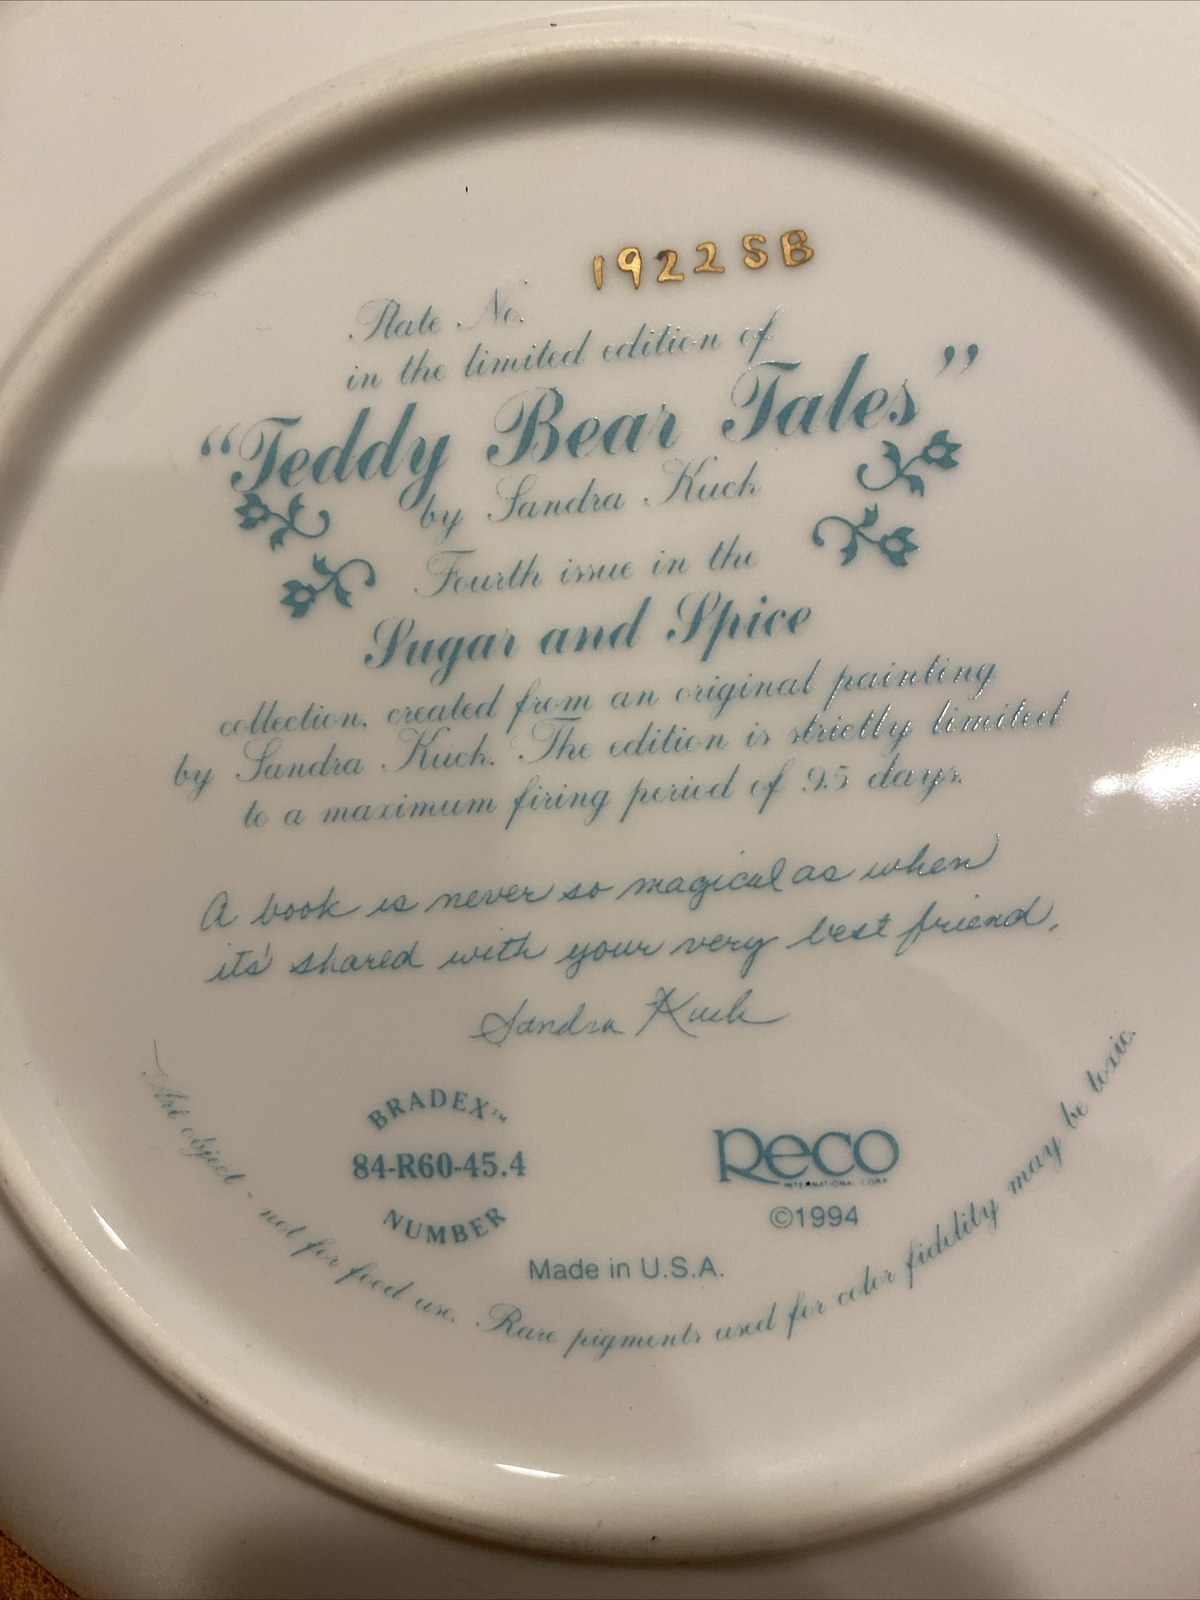 1922SB
Plate No.
in the limited edition of
“Teddy Bear Tales”
by Sandra Kuck
Fourth issue in the
Sugar and Spice
collection, created from an original painting
by Sandra Kuck. The edition is strictly limited
to a maximum firing period of 95 days.
A book is never so magical as when
it's shared with your very best friend.
Sandra Kuck
BRADEX™
84-R60-45.4
NUMBER
Reco
INTERNATIONAL CORP.
©1994
Made in U.S.A.
Art object - not for food use. Rare pigments used for color fidelity may be toxic.